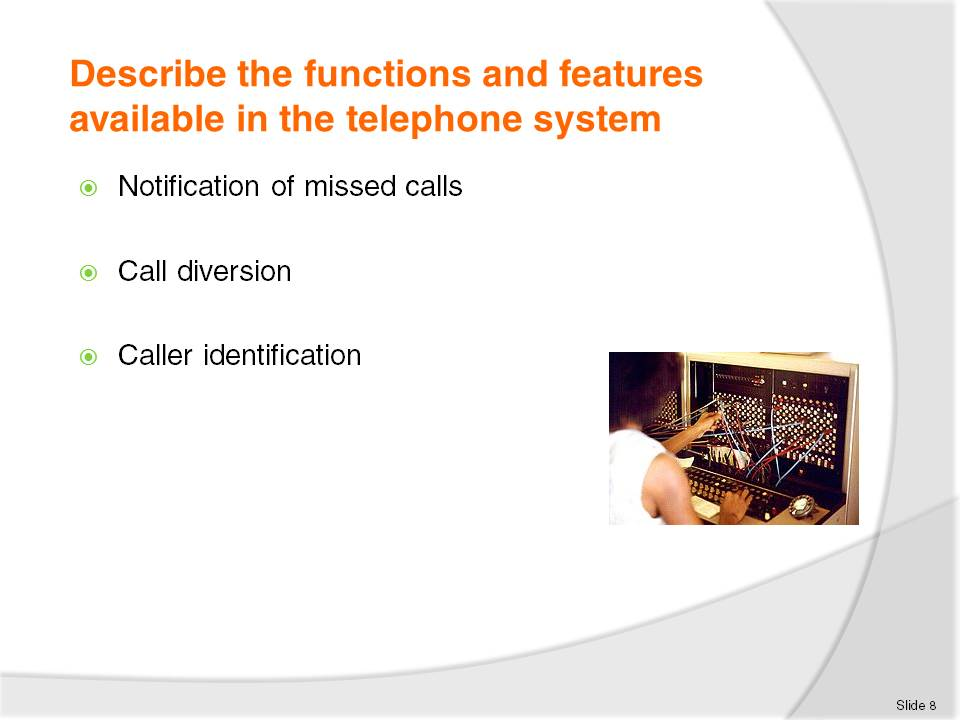 Describe the functions and features
available in the telephone system
Notification of missed calls
Call diversion
Caller identification
Slide 8